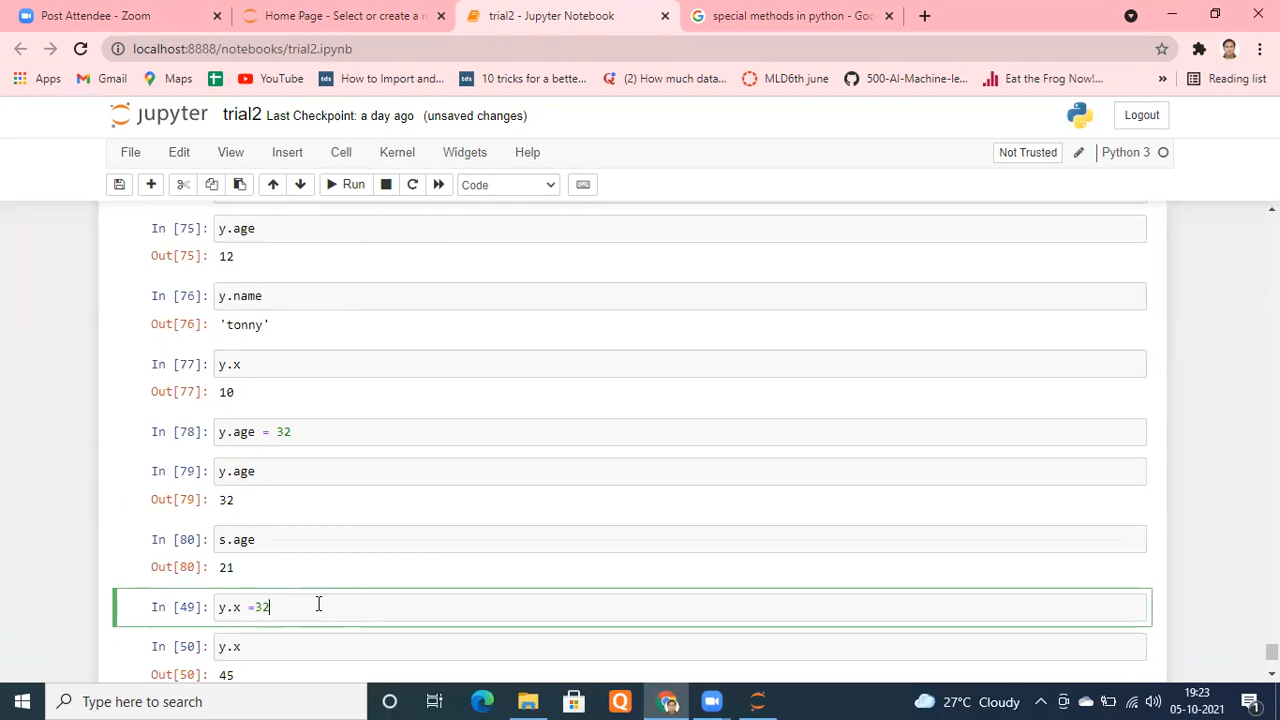 Post Attendee - Zoom
Home Page - Select or create a n
trial2 - Jupyter Notebook
special methods in python - Goo
localhost:8888/notebooks/trial2.ipynb
Apps
Gmail
Maps
YouTube
tds
How to Import and...
tds
10 tricks for a bette...
(2) How much data...
MLD6th june
500-AI-Machine-le...
Eat the Frog Now!...
»
Reading list
jupyter
trial2 Last Checkpoint: a day ago (unsaved changes)
Logout
File
Edit
View
Insert
Cell
Kernel
Widgets
Help
Not Trusted
Python 3
Run
Code
In [75]: y.age
Out[75]: 12
In [76]: y.name
Out[76]: 'tonny'
In [77]: y.x
Out[77]: 10
In [78]: y.age = 32
In [79]: y.age
Out[79]: 32
In [80]: s.age
Out[80]: 21
In [49]: y.x =32
In [50]: y.x
Out[50]: 45
Type here to search
Q
27°C Cloudy
19:23
05-10-2021
1